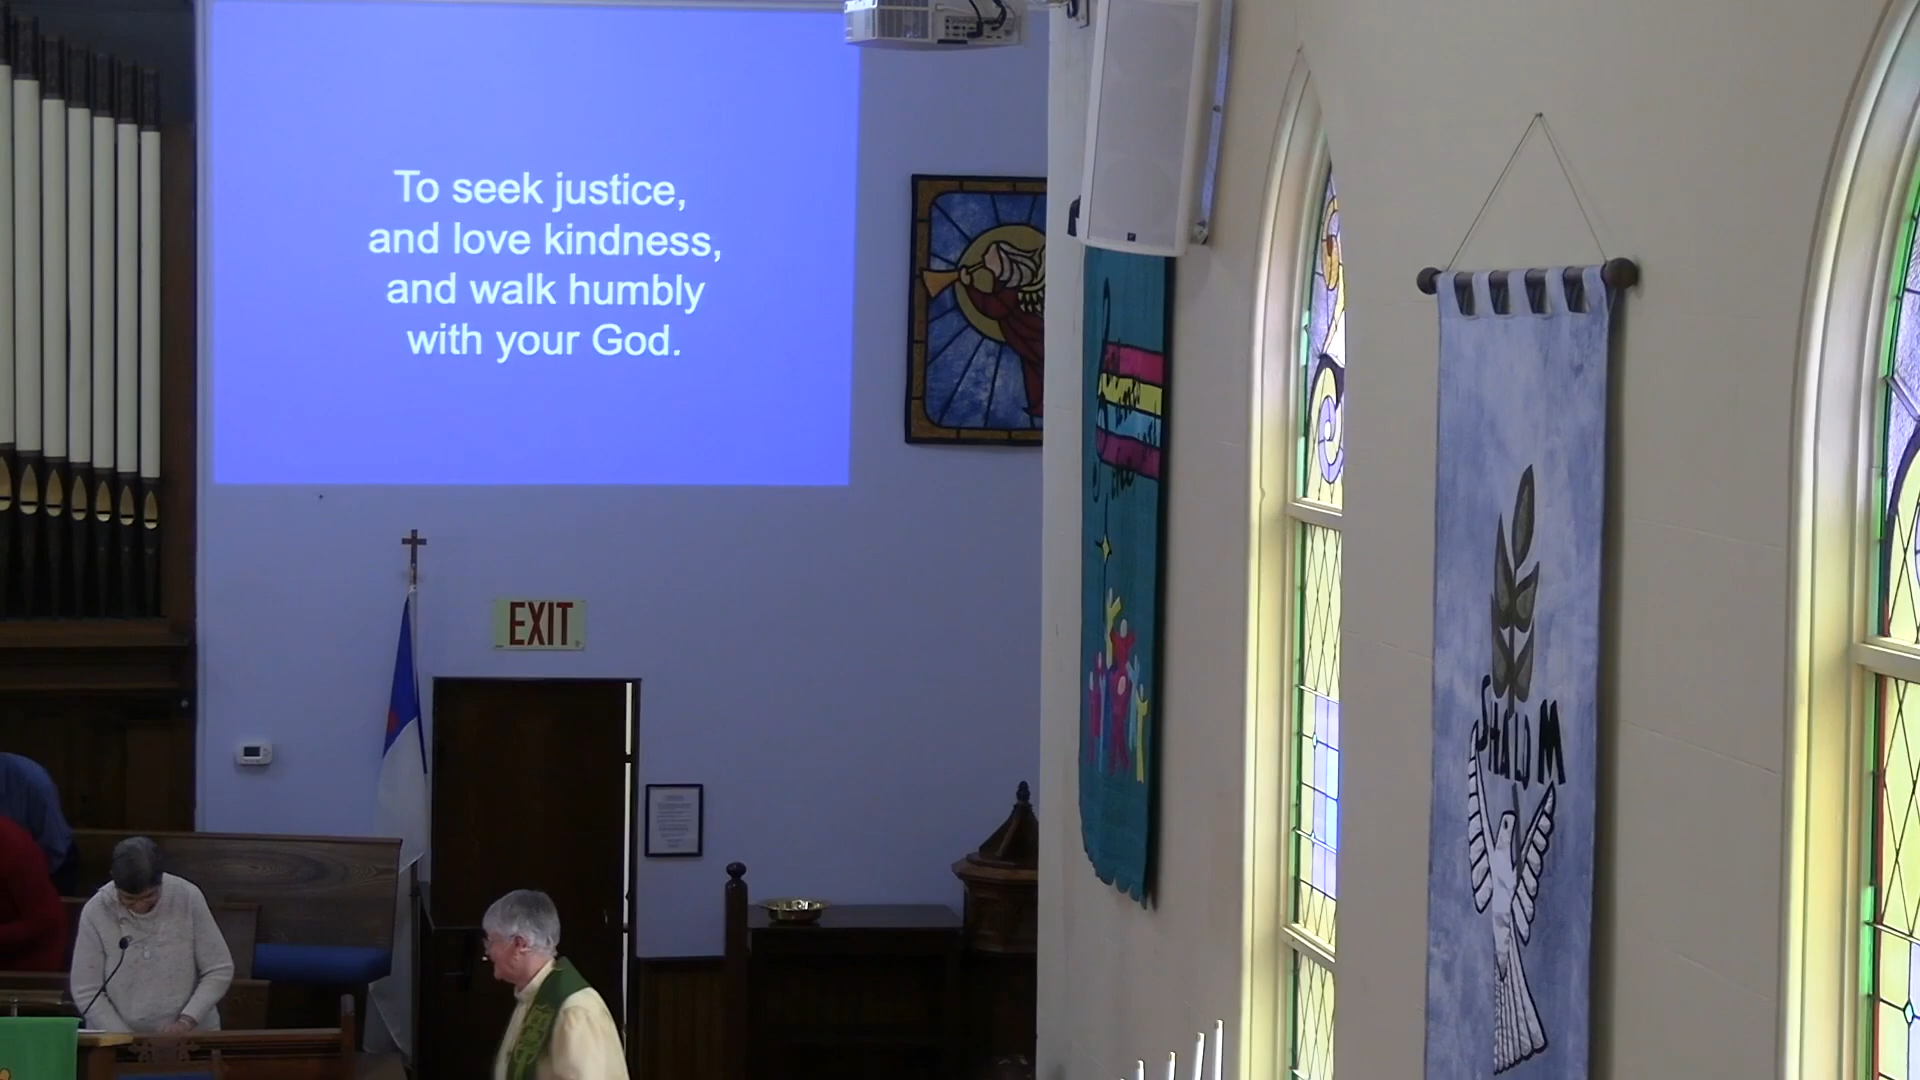 To seek justice,
and love kindness,
and walk humbly
with your God.
EXIT
SHALOM